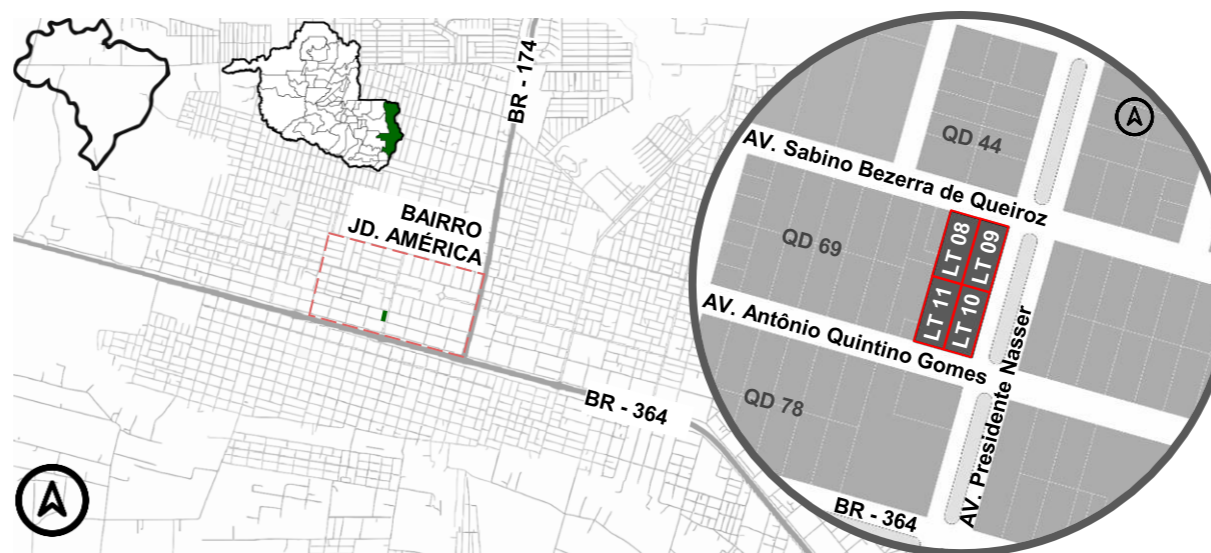 BR - 174
BAIRRO
JD. AMÉRICA
BR - 364
QD 44
AV. Sabino Bezerra de Queiroz
QD 69
LT 08
LT 09
LT 11
LT 10
AV. Antônio Quintino Gomes
AV. Presidente Nasser
QD 78
BR - 364